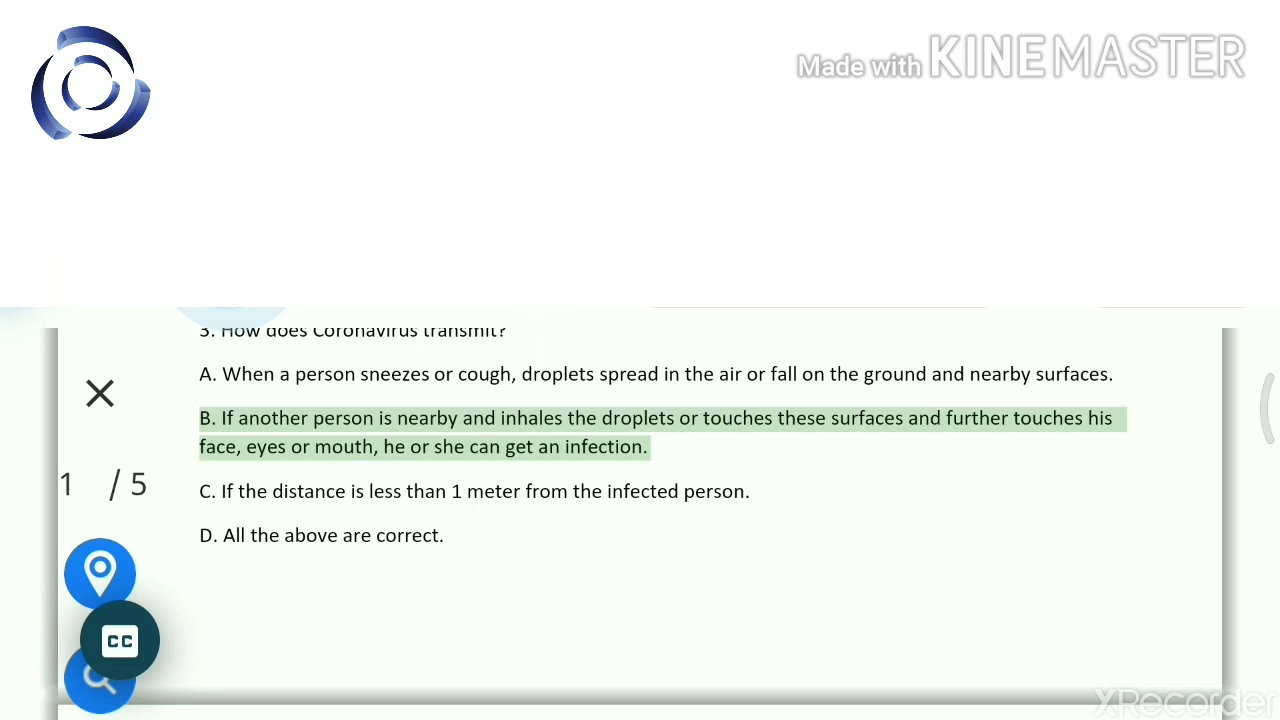 Made with KINEMASTER
3. How does Coronavirus transmit?
A. When a person sneezes or cough, droplets spread in the air or fall on the ground and nearby surfaces.
B. If another person is nearby and inhales the droplets or touches these surfaces and further touches his
face, eyes or mouth, he or she can get an infection.
C. If the distance is less than 1 meter from the infected person.
1 / 5
D. All the above are correct.
CC
XRecorder